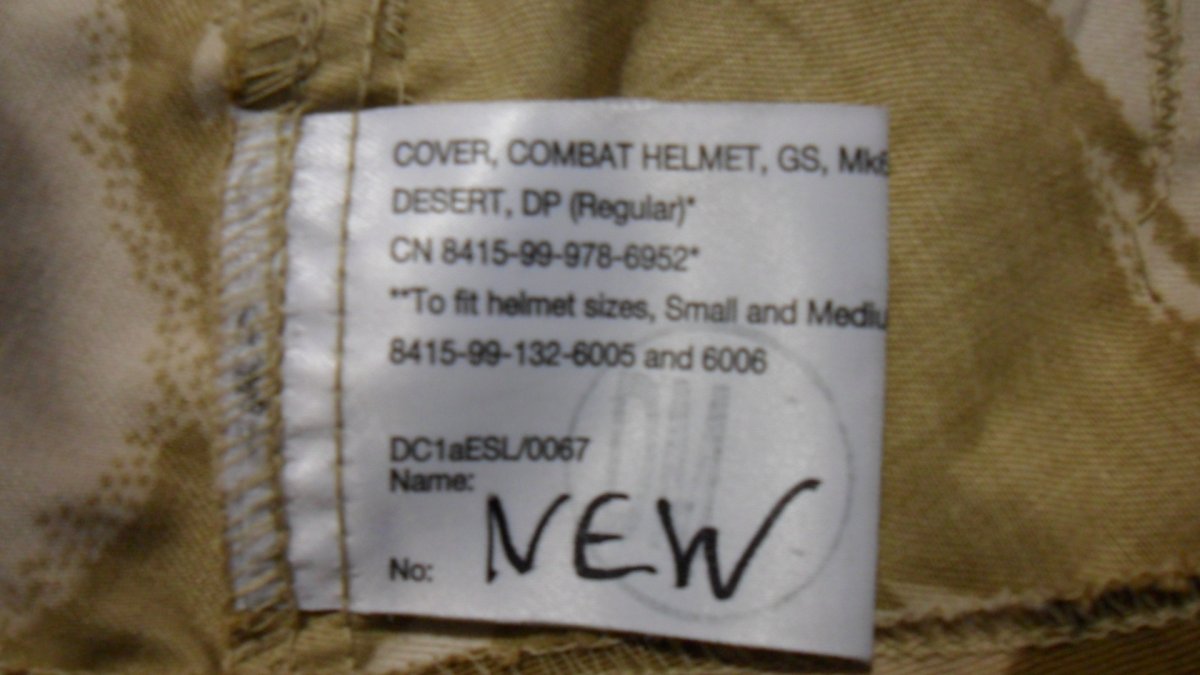 COVER, COMBAT HELMET, GS, Mk6
DESERT, DP (Regular)*
CN 8415-99-978-6952*
**To fit helmet sizes, Small and Mediu
8415-99-132-6005 and 6006
DC1aESL/0067
Name:
NEW
No: